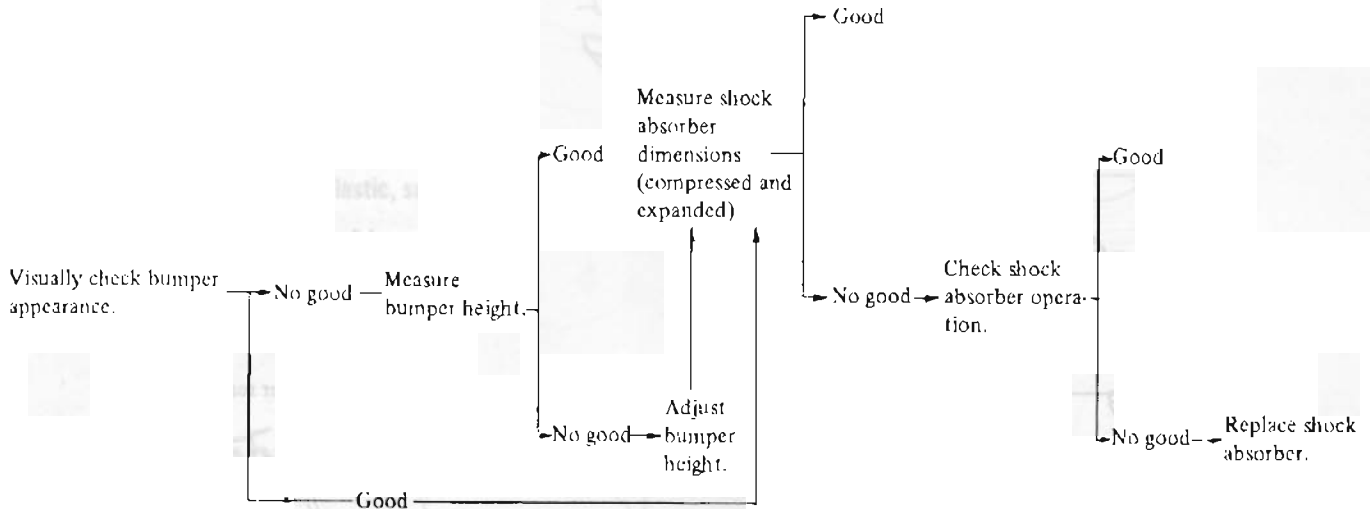 Visually check bumper
appearance.
No good
Good
Measure
bumper height.
Good
No good
Adjust
bumper
height.
Measure shock
absorber
dimensions
(compressed and
expanded)
Good
No good
Check shock
absorber opera-
tion.
Good
No good
Replace shock
absorber.